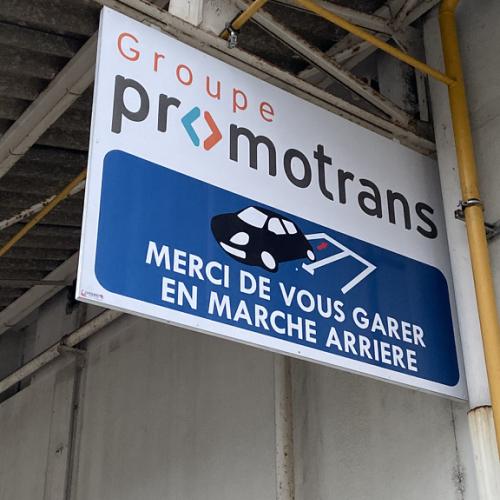 Groupe
promotrans
MERCI DE VOUS GARER
EN MARCHE ARRIERE